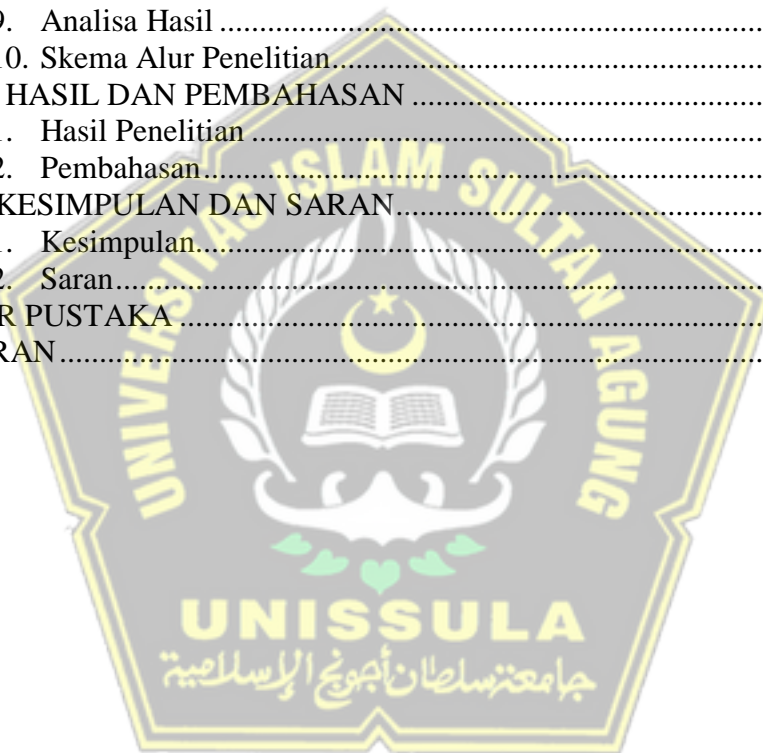 9. Analisa Hasil
10. Skema Alur Penelitian
HASIL DAN PEMBAHASAN
1. Hasil Penelitian
2. Pembahasan
KESIMPULAN DAN SARAN
1. Kesimpulan
2. Saran
R PUSTAKA
RAN
UNIVERSITAS ISLAM SULTAN AGUNG
UNISSULA
جامعة سلطان أجونج الإسلامية